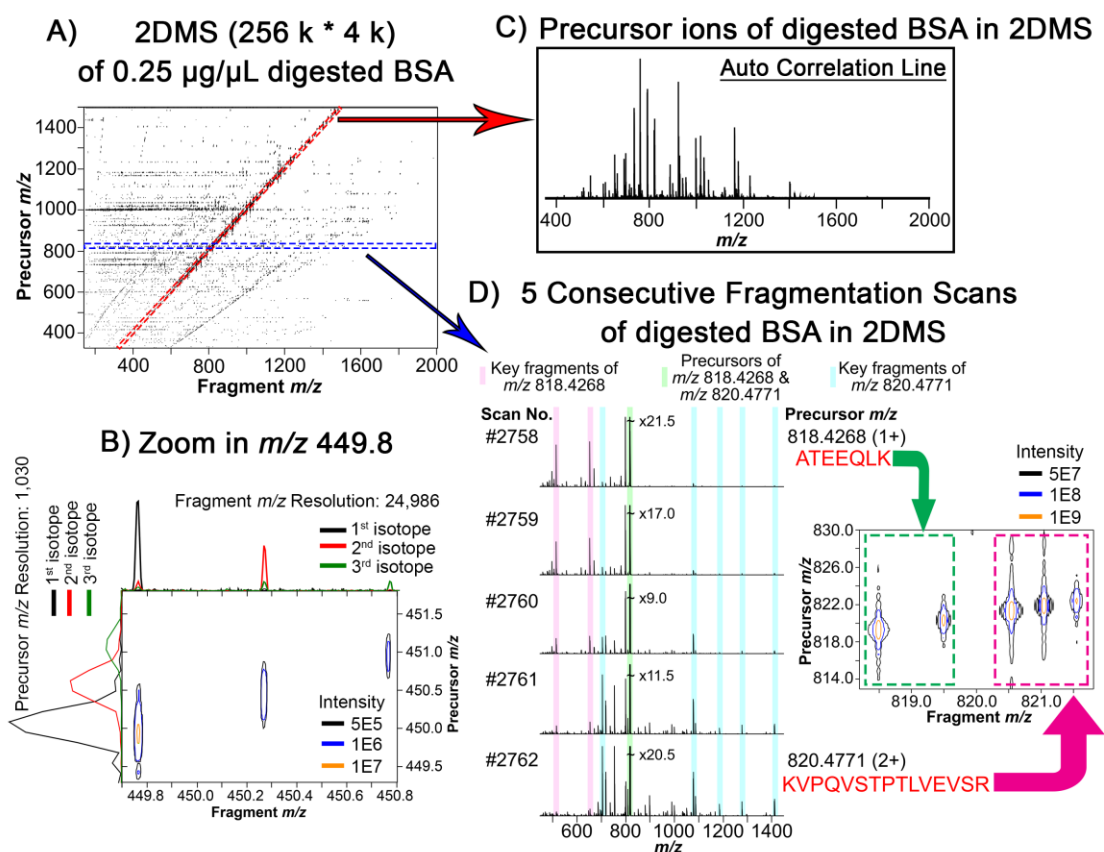 A) 2DMS (256 k * 4 k)
of 0.25 µg/µL digested BSA
1400
1200
1000
800
600
400
Precursor m/z
400 800 1200 1600 2000
Fragment m/z
C) Precursor ions of digested BSA in 2DMS
Auto Correlation Line
400 800 1200 1600 2000
m/z
B) Zoom in m/z 449.8
Precursor m/z Resolution: 1,030
1st isotope
2nd isotope
3rd isotope
Fragment m/z Resolution: 24,986
1st isotope
2nd isotope
3rd isotope
451.5
451.0
450.5
450.0
449.5
Precursor m/z
Intensity
5E5
1E6
1E7
449.8 450.0 450.2 450.4 450.6 450.8
Fragment m/z
D) 5 Consecutive Fragmentation Scans
of digested BSA in 2DMS
Key fragments of
m/z 818.4268
Precursors of
m/z 818.4268 &
m/z 820.4771
Key fragments of
m/z 820.4771
Scan No.
#2758
x21.5
#2759
x17.0
#2760
x9.0
#2761
x11.5
#2762
x20.5
600 800 1000 1200 1400
m/z
Precursor m/z
818.4268 (1+)
ATEEQLK
Intensity
5E7
1E8
1E9
830.0
826.0
822.0
818.0
814.0
Precursor m/z
819.0 820.0 821.0
Fragment m/z
820.4771 (2+)
KVPQVSTPTLVEVSR